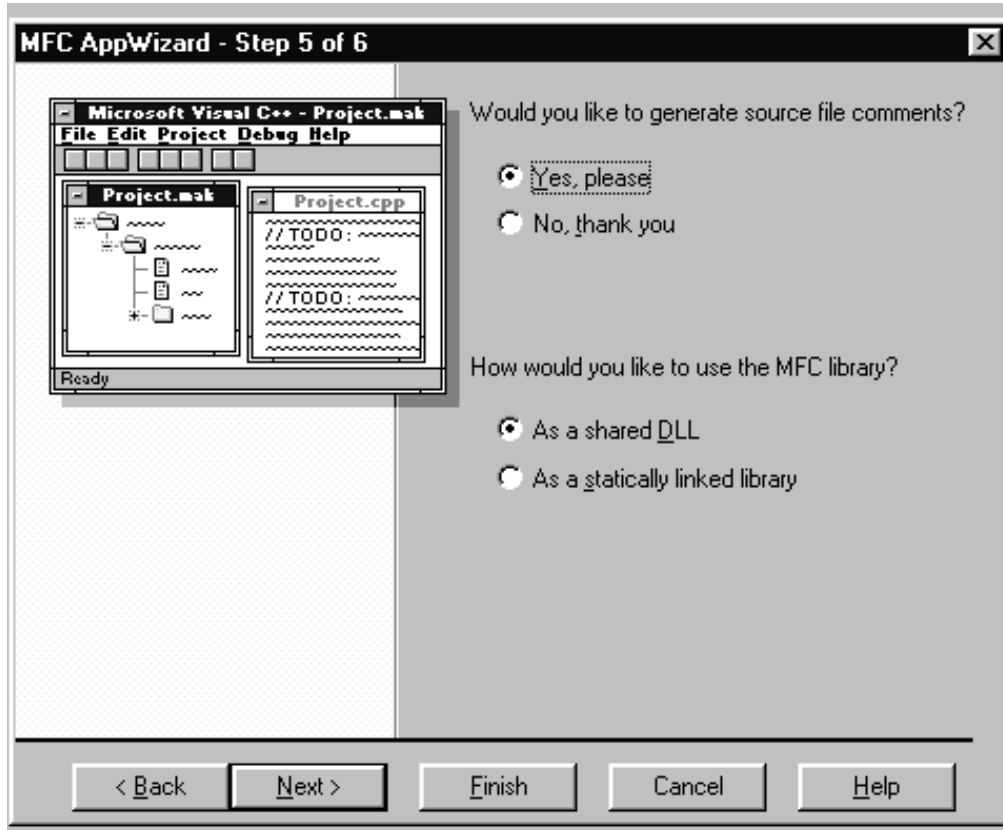 MFC AppWizard - Step 5 of 6
Microsoft Visual C++ - Project.mak
File Edit Project Debug Help
Project.mak
Project.cpp
//TODO:
//TODO:
Ready
Would you like to generate source file comments?
Yes, please
No, thank you
How would you like to use the MFC library?
As a shared DLL
As a statically linked library
< Back
Next >
Finish
Cancel
Help